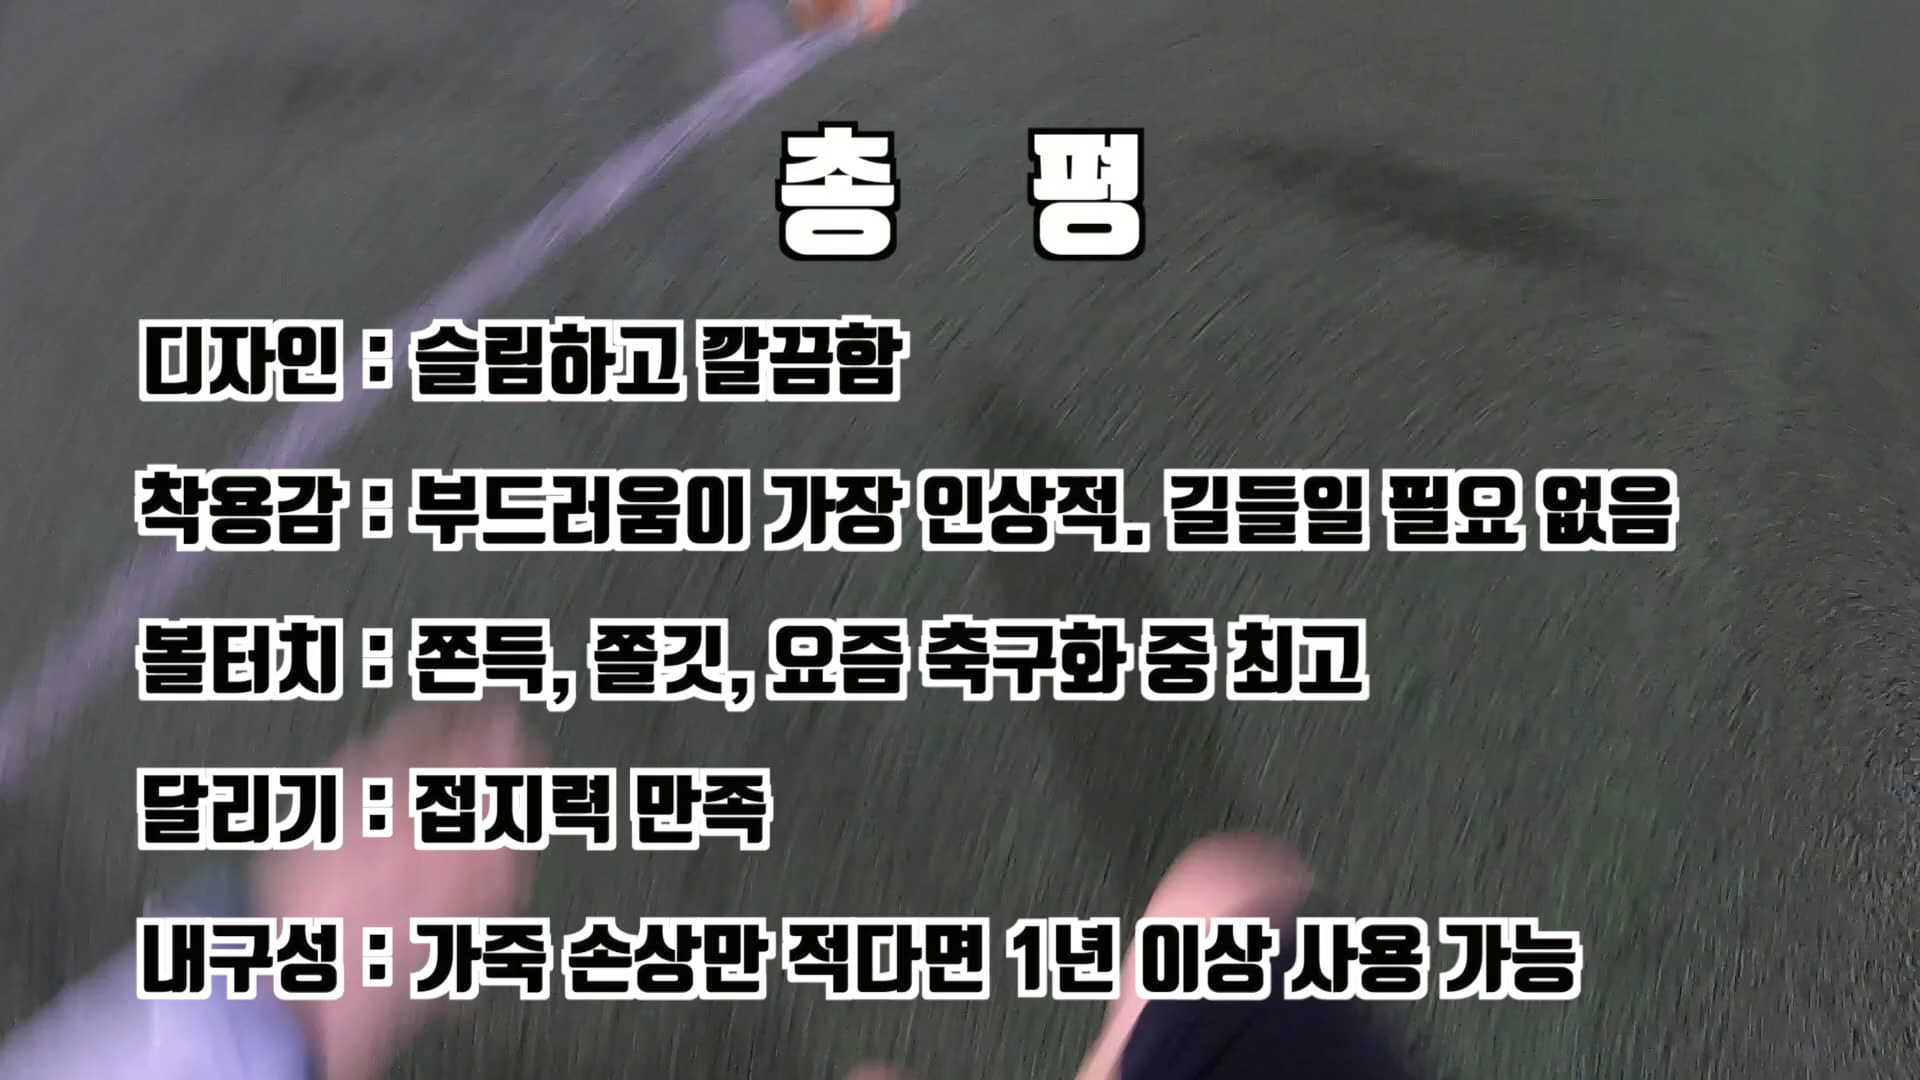 총 평
디자인 : 슬림하고 깔끔함
착용감 : 부드러움이 가장 인상적. 길들일 필요 없음
볼터치 : 쫀득, 쫄깃, 요즘 축구화 중 최고
달리기 : 접지력 만족
내구성 : 가죽 손상만 적다면 1년 이상 사용 가능